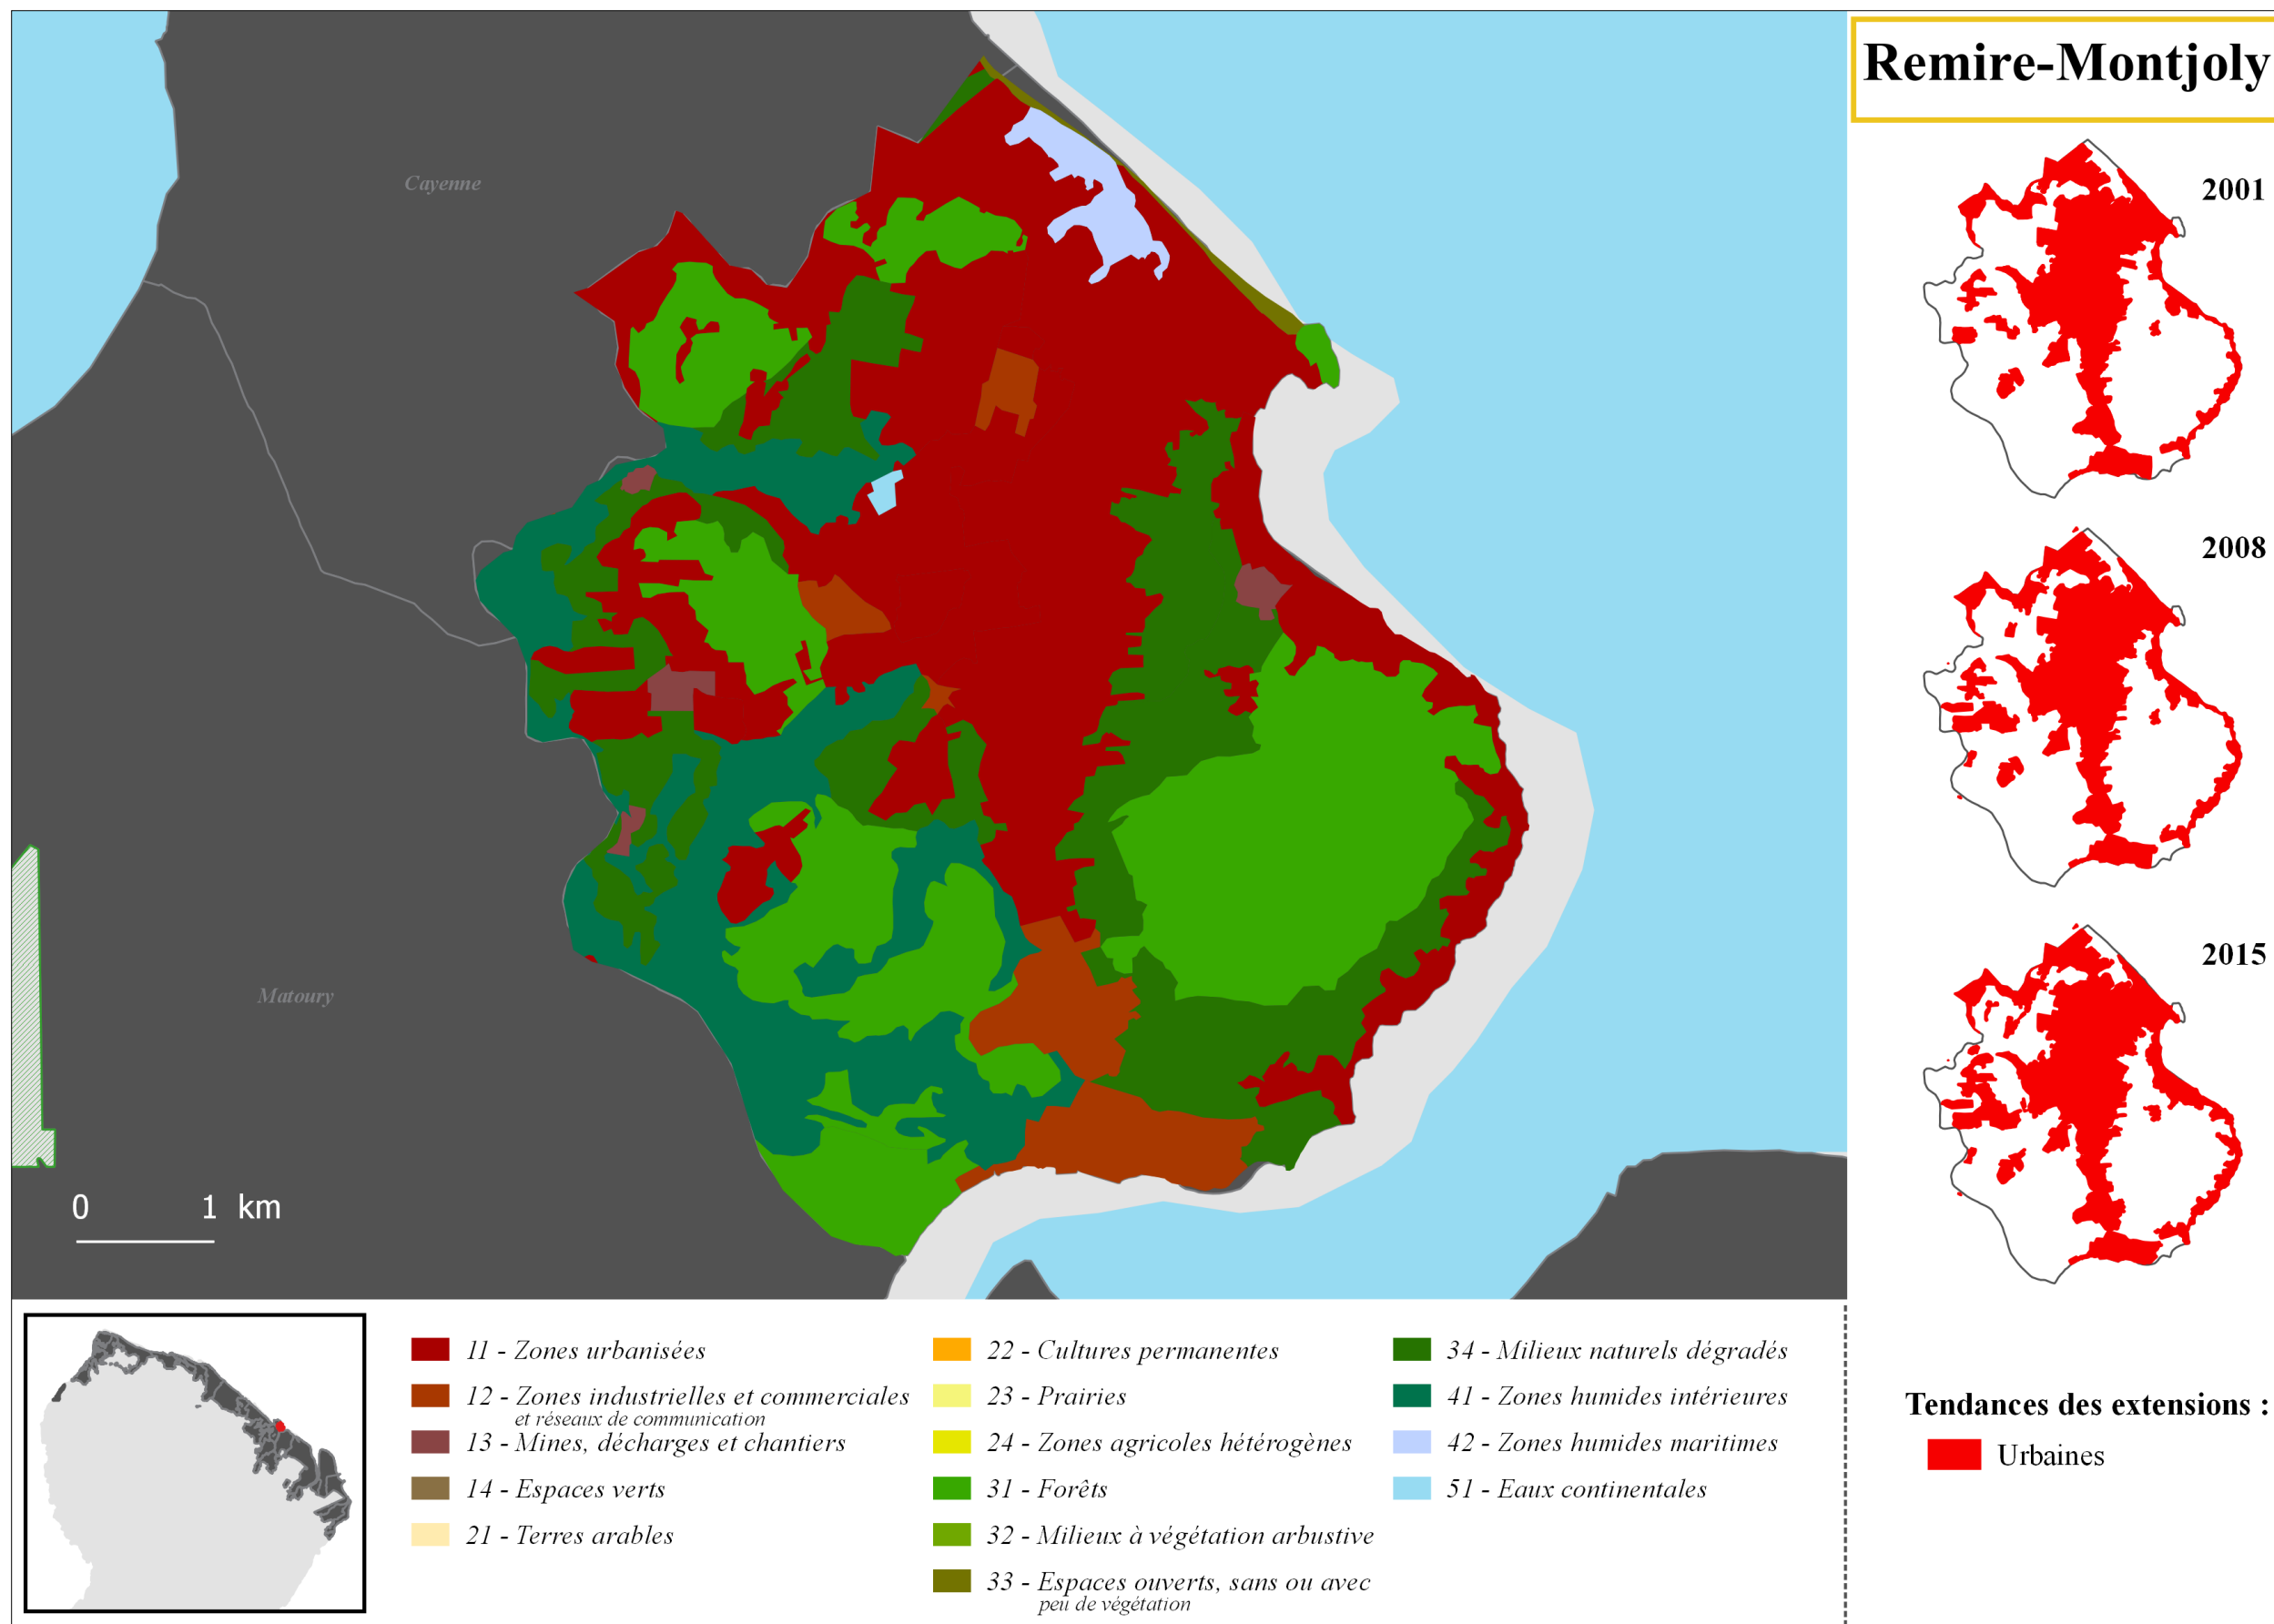 Remire-Montjoly
Cayenne
Matoury
0 1 km
2001
2008
2015
11 - Zones urbanisées
12 - Zones industrielles et commerciales
et réseaux de communication
13 - Mines, décharges et chantiers
14 - Espaces verts
21 - Terres arables
22 - Cultures permanentes
23 - Prairies
24 - Zones agricoles hétérogènes
31 - Forêts
32 - Milieux à végétation arbustive
33 - Espaces ouverts, sans ou avec
peu de végétation
34 - Milieux naturels dégradés
41 - Zones humides intérieures
42 - Zones humides maritimes
51 - Eaux continentales
Tendances des extensions :
Urbaines